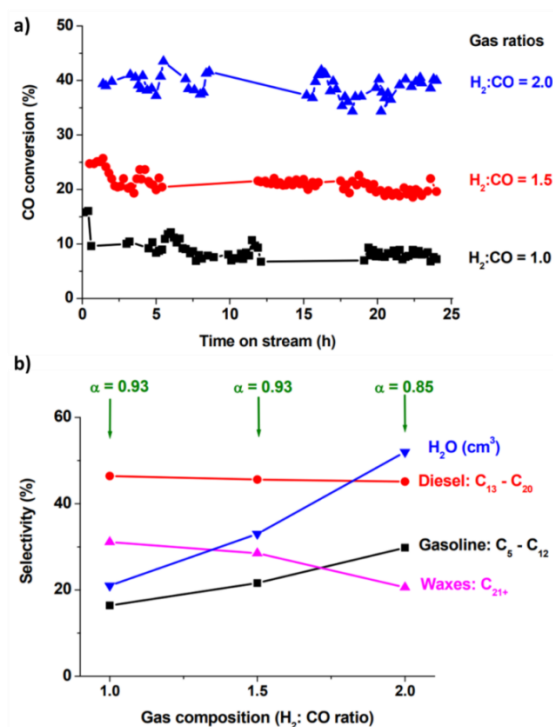 a)
Gas ratios
H₂:CO = 2.0
H₂:CO = 1.5
H₂:CO = 1.0
CO conversion (%)
50
40
30
20
10
0
0 5 10 15 20 25
Time on stream (h)
b)
α = 0.93 α = 0.93 α = 0.85
H₂O (cm³)
Diesel: C₁₃ - C₂₀
Gasoline: C₅ - C₁₂
Waxes: C₂₁₊
Selectivity (%)
60
40
20
0
1.0 1.5 2.0
Gas composition (H₂: CO ratio)